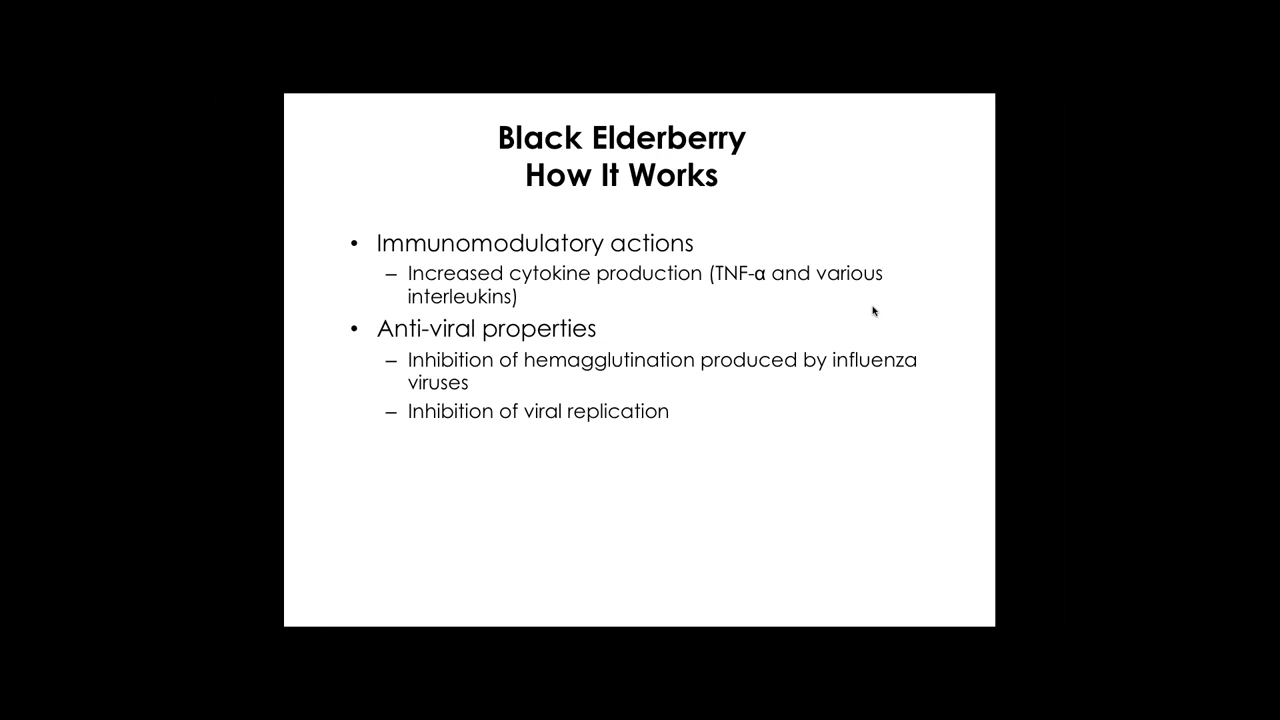 Black Elderberry
How It Works
• Immunomodulatory actions
– Increased cytokine production (TNF-α and various
interleukins)
• Anti-viral properties
– Inhibition of hemagglutination produced by influenza
viruses
– Inhibition of viral replication